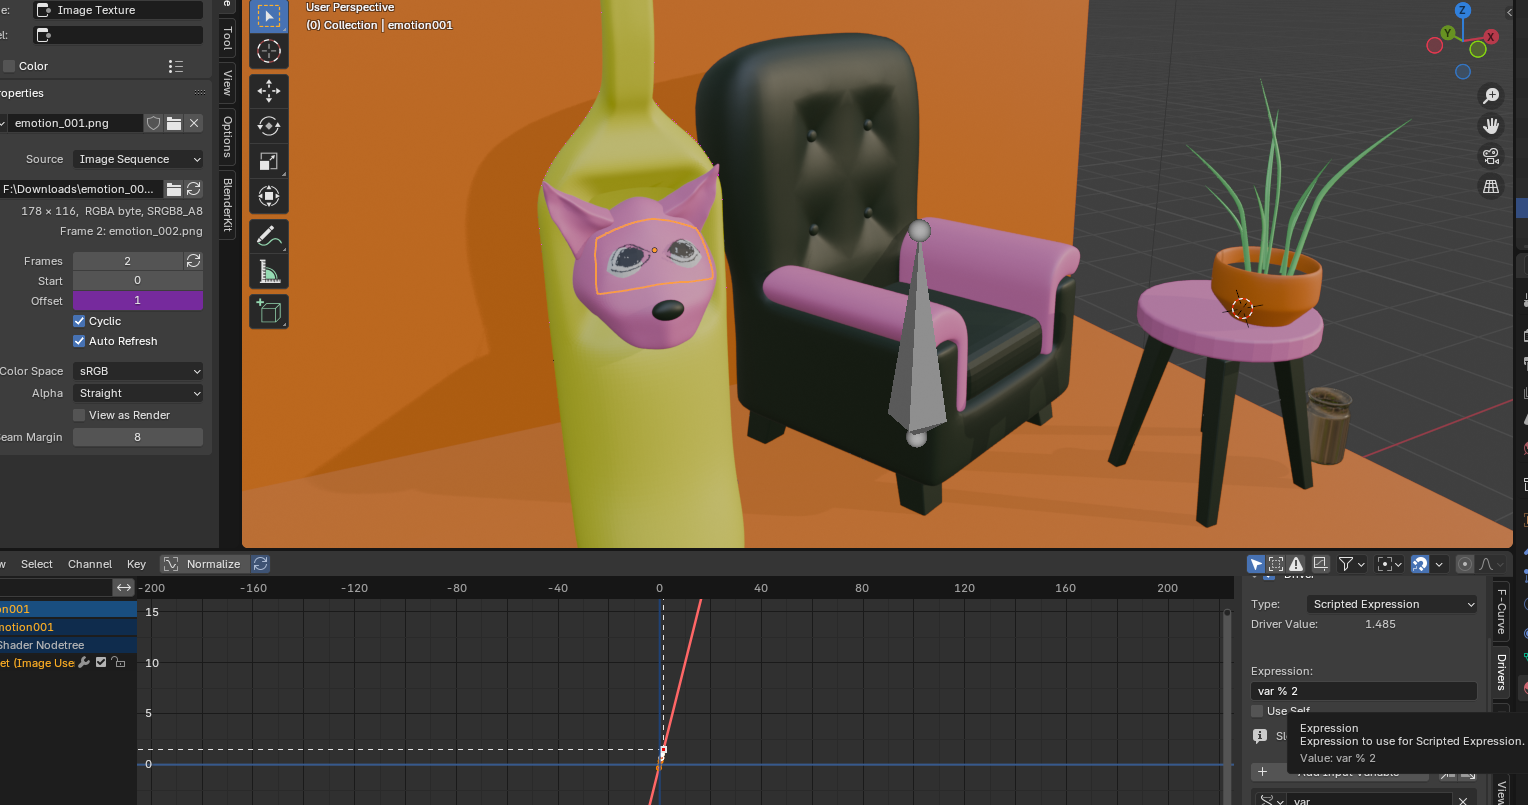 e:
Image Texture
el:
Color
operties
emotion_001.png
Source
Image Sequence
F:\Downloads\emotion_00...
178 × 116, RGBA byte, SRGB8_A8
Frame 2: emotion_002.png
Frames
2
Start
0
Offset
1
Cyclic
Auto Refresh
Color Space
sRGB
Alpha
Straight
View as Render
Seam Margin
8
Tool
View
Options
BlenderKit
User Perspective
(0) Collection | emotion001
Z
Y
X
w
Select
Channel
Key
Normalize
-200
-160
-120
-80
-40
0
40
80
120
160
200
on001
motion001
Shader Nodetree
et (Image Use
15
10
5
0
Driver
Type:
Scripted Expression
Driver Value:
1.485
Expression:
var % 2
Use Self
Expression
Expression to use for Scripted Expression.
Value: var % 2
Add Input Variable
var
F-Curve
Drivers
View